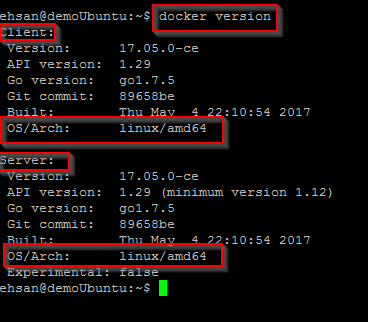 ehsan@demoUbuntu:~$ docker version
Client:
Version: 17.05.0-ce
API version: 1.29
Go version: go1.7.5
Git commit: 89658be
Built: Thu May 4 22:10:54 2017
OS/Arch: linux/amd64
Server:
Version: 17.05.0-ce
API version: 1.29 (minimum version 1.12)
Go version: go1.7.5
Git commit: 89658be
Built: Thu May 4 22:10:54 2017
OS/Arch: linux/amd64
Experimental: false
ehsan@demoUbuntu:~$